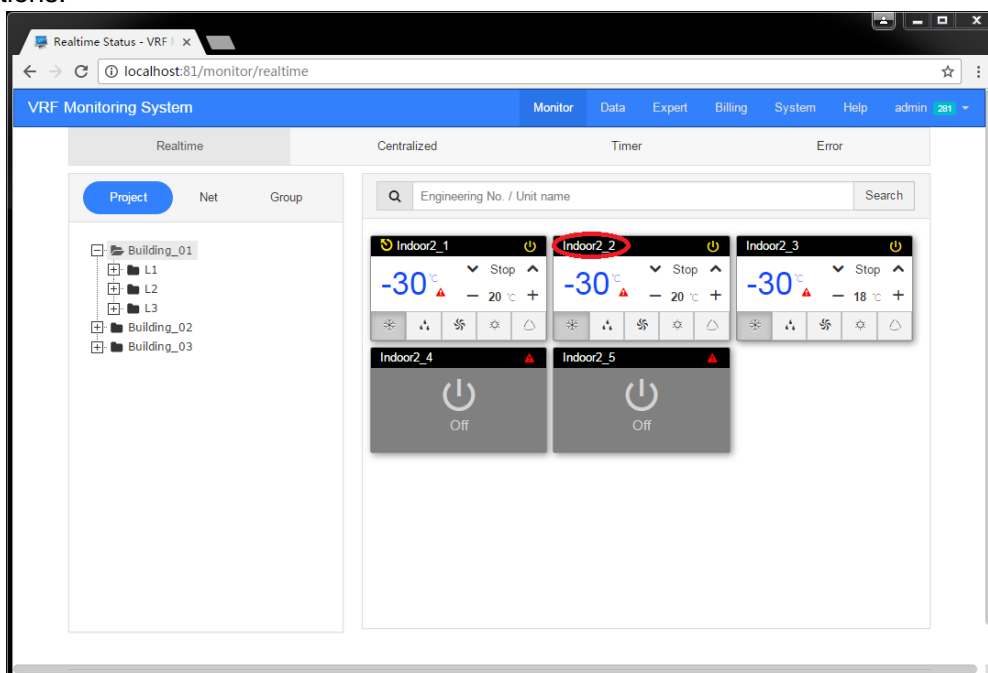 tions.
Realtime Status - VRF
localhost:81/monitor/realtime
VRF Monitoring System
Monitor Data Expert Billing System Help admin 281
Realtime Centralized Timer Error
Project Net Group
Engineering No. / Unit name Search
Building_01
L1
L2
L3
Building_02
Building_03
Indoor2_1 Indoor2_2 Indoor2_3
-30 °C Stop -30 °C Stop -30 °C Stop
− 20 °C + − 20 °C + − 18 °C +
Indoor2_4 Indoor2_5
Off Off